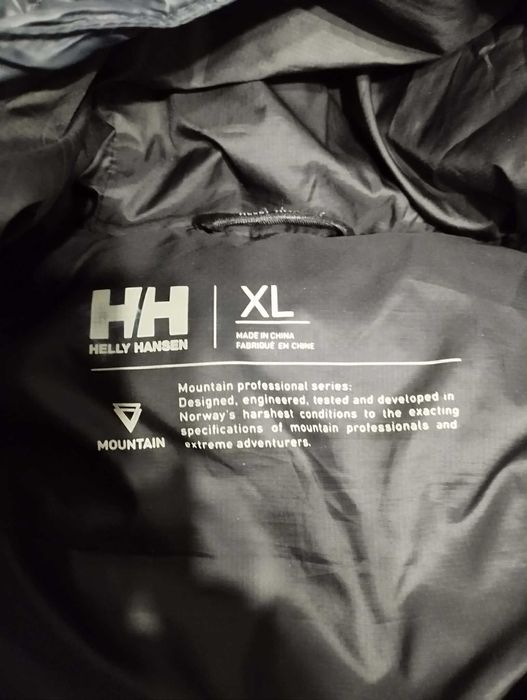 HH
HELLY HANSEN
XL
MADE IN CHINA
FABRIQUÉ EN CHINE
Mountain professional series:
Designed, engineered, tested and developed in
Norway's harshest conditions to the exacting
specifications of mountain professionals and
extreme adventurers.
MOUNTAIN